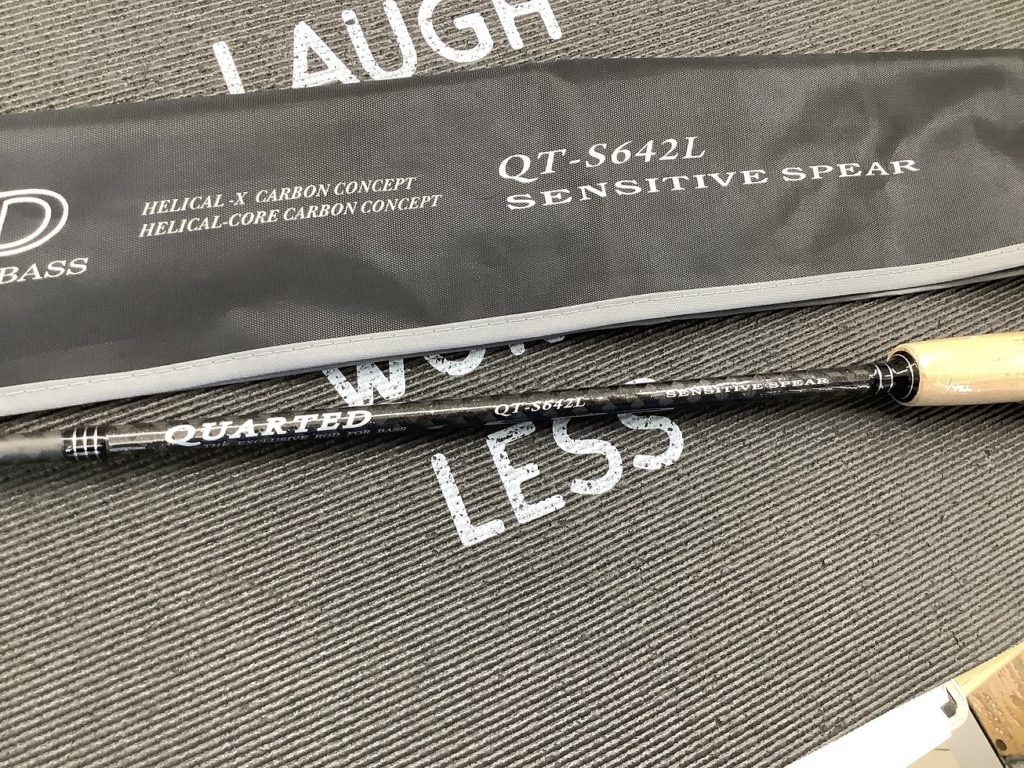 LAUGH
D
BASS
HELICAL -X CARBON CONCEPT
HELICAL-CORE CARBON CONCEPT
QT-S642L
SENSITIVE SPEAR
QUARTED
THE EXCLUSIVE ROD FOR BASS
QT-S642L
SENSITIVE SPEAR
LESS